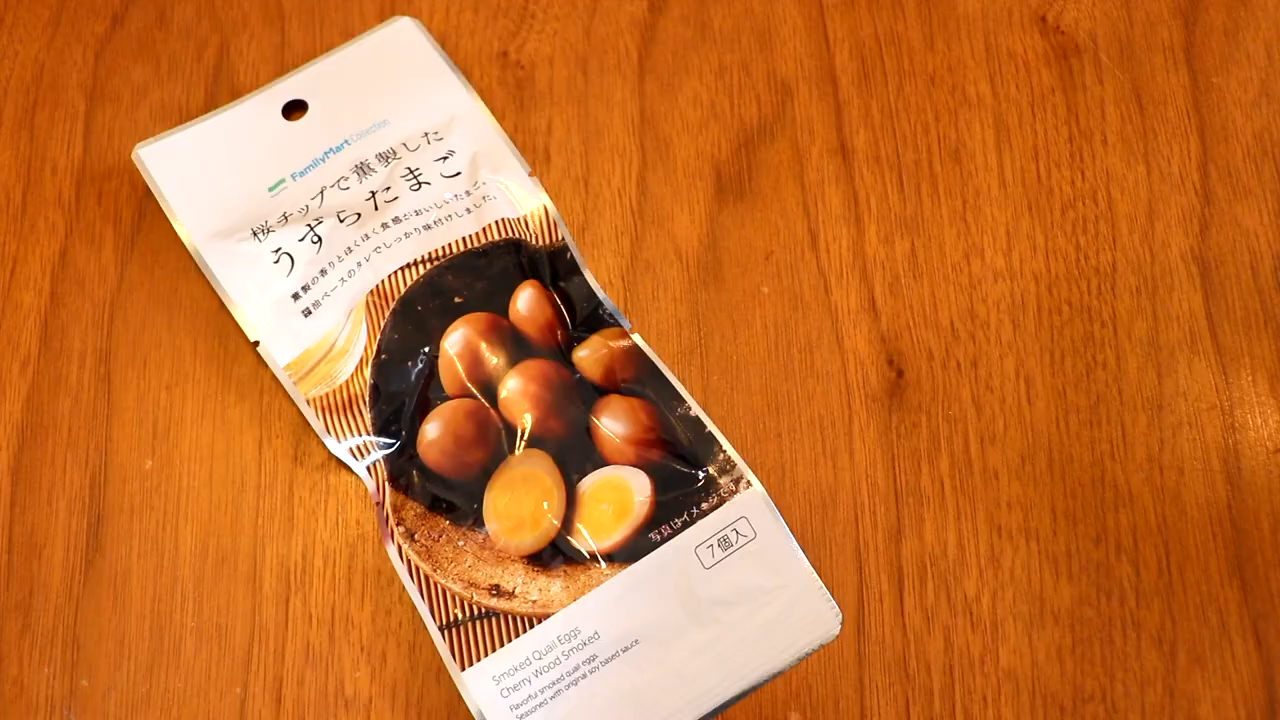 FamilyMart Collection
桜チップで薫製した
うずらたまご
薫製の香りとほくほく食感がおいしいたまご。
醤油ベースのタレでしっかり味付けしました。
写真はイメージです
7個入
Smoked Quail Eggs
Cherry Wood Smoked
Flavorful smoked quail eggs.
Seasoned with original soy based sauce